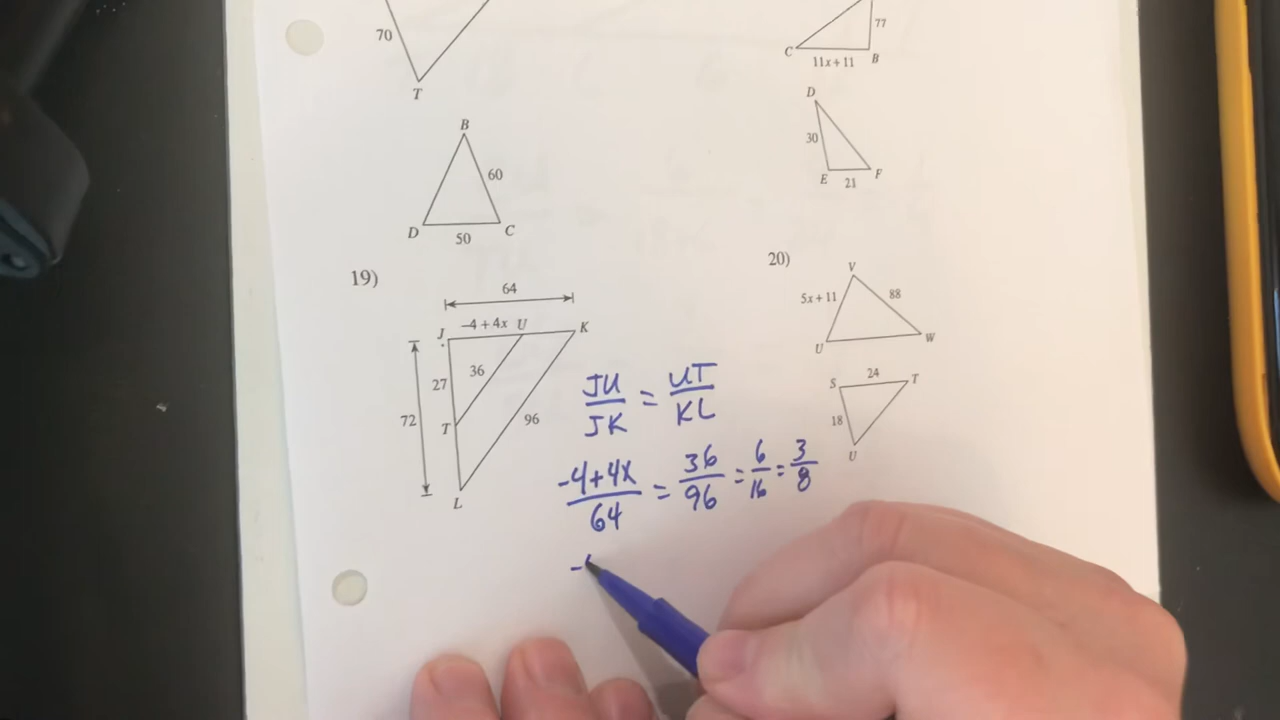 70
T
77
C
11x+11
B
D
30
E
21
F
B
60
D
50
C
19)
64
J
-4 + 4x
U
K
27
36
72
T
96
L
JU/JK = UT/KL
-4+4x/64 = 36/96 = 6/16 = 3/8
20)
V
5x + 11
88
U
W
S
24
T
18
U